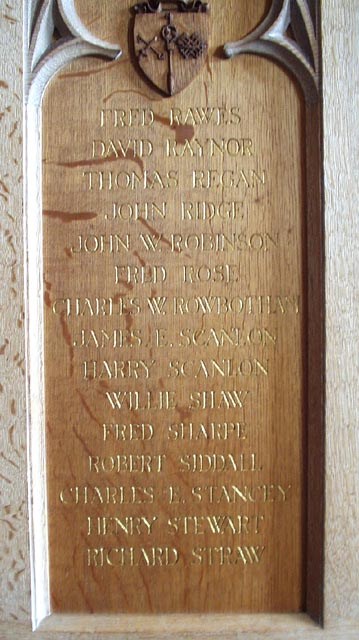 FRED RAWES
DAVID RAYNOR
THOMAS REGAN
JOHN RIDGE
JOHN W. ROBINSON
FRED ROSE
CHARLES W. ROWBOTHAM
JAMES E. SCANLON
HARRY SCANLON
WILLIE SHAW
FRED SHARPE
ROBERT SIDDALL
CHARLES E. STANCEY
HENRY STEWART
RICHARD STRAW